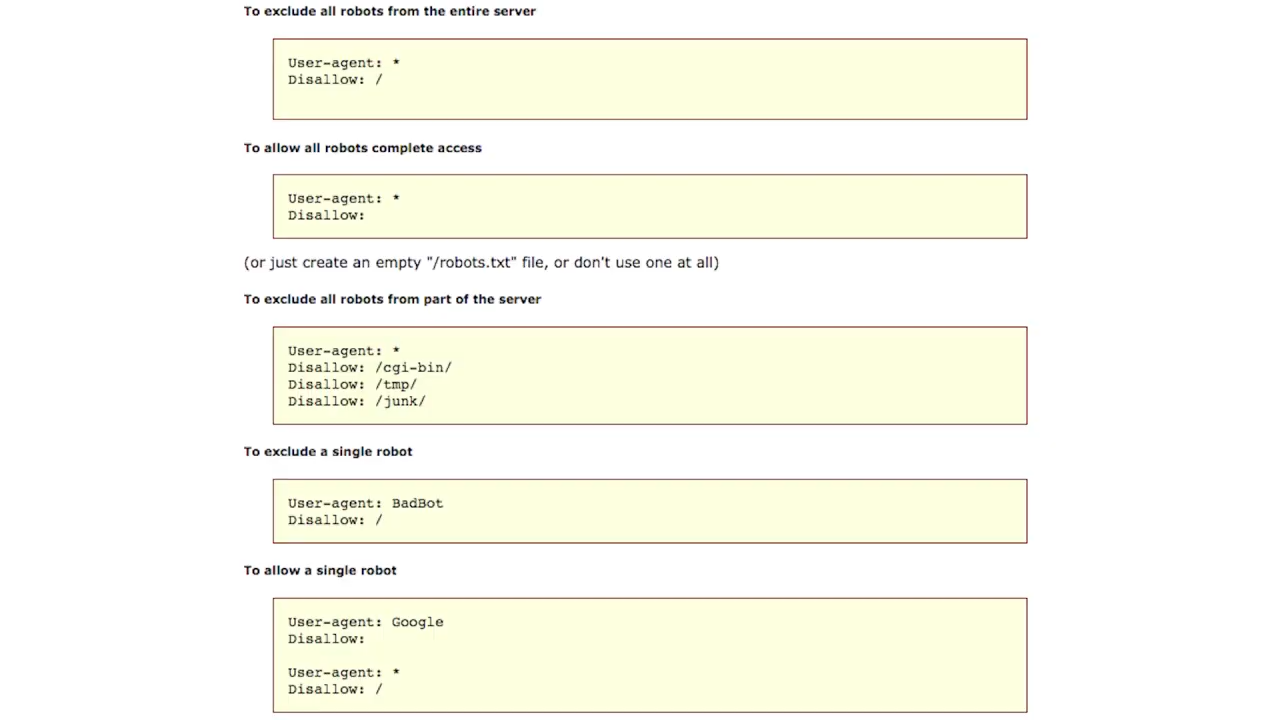 To exclude all robots from the entire server
User-agent: *
Disallow: /
To allow all robots complete access
User-agent: *
Disallow:
(or just create an empty "/robots.txt" file, or don't use one at all)
To exclude all robots from part of the server
User-agent: *
Disallow: /cgi-bin/
Disallow: /tmp/
Disallow: /junk/
To exclude a single robot
User-agent: BadBot
Disallow: /
To allow a single robot
User-agent: Google
Disallow:
User-agent: *
Disallow: /